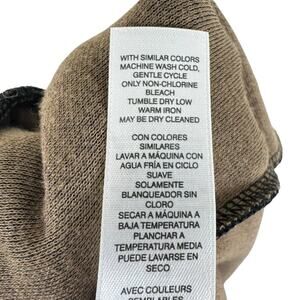 WITH SIMILAR COLORS
MACHINE WASH COLD,
GENTLE CYCLE
ONLY NON-CHLORINE
BLEACH
TUMBLE DRY LOW
WARM IRON
MAY BE DRY CLEANED
CON COLORES
SIMILARES
LAVAR A MÁQUINA CON
AGUA FRÍA EN CICLO
SUAVE
SOLAMENTE
BLANQUEADOR SIN
CLORO
SECAR A MÁQUINA A
BAJA TEMPERATURA
PLANCHAR A
TEMPERATURA MEDIA
PUEDE LAVARSE EN
SECO
AVEC COULEURS
SEMBLABLES